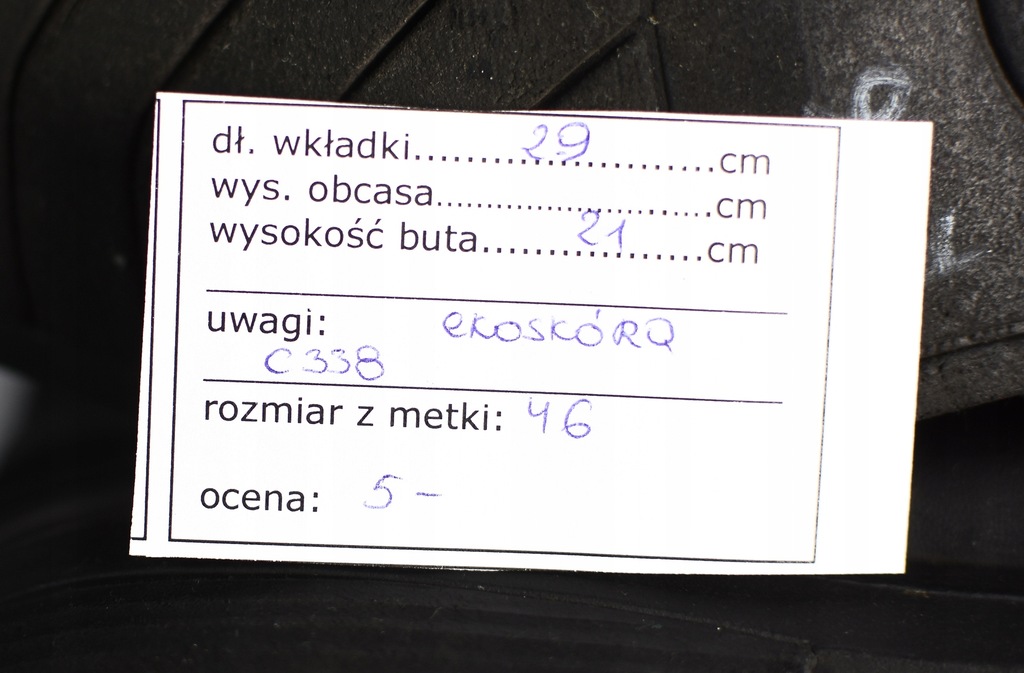 dł. wkładki.......29.......cm
wys. obcasa..............cm
wysokość buta.......21.......cm
uwagi: EKOSKÓRA
C338
rozmiar z metki: 46
ocena: 5-